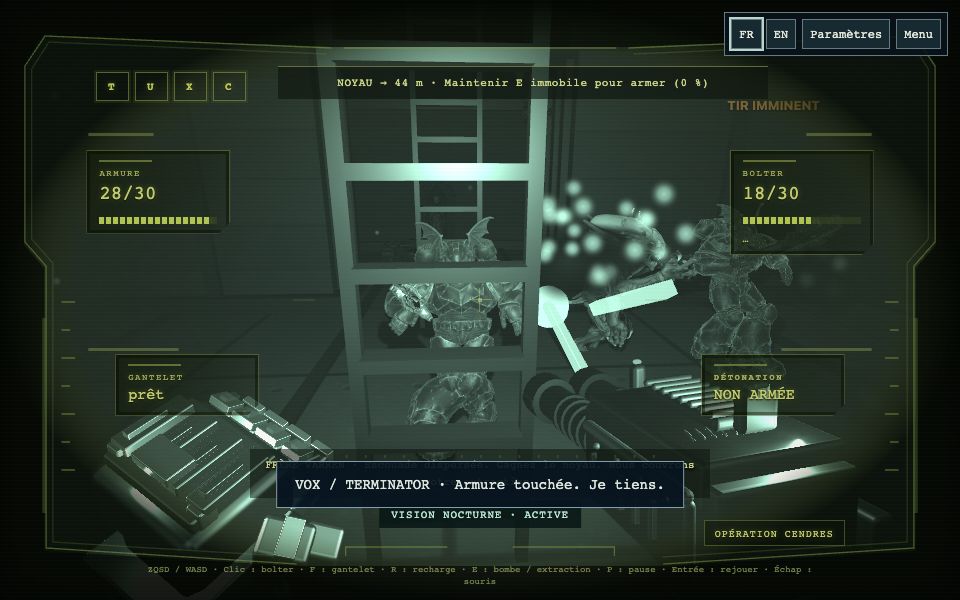 FR EN Paramètres Menu
T U X C
NOYAU → 44 m · Maintenir E immobile pour armer (0 %)
TIR IMMINENT
ARMURE
28/30
BOLTER
18/30
…
GANTELET
prêt
DÉTONATION
NON ARMÉE
VOX / TERMINATOR · Armure touchée. Je tiens.
VISION NOCTURNE · ACTIVE
OPÉRATION CENDRES
ZQSD / WASD · Clic : bolter · F : gantelet · R : recharge · E : bombe / extraction · P : pause · Entrée : rejouer · Échap :
souris